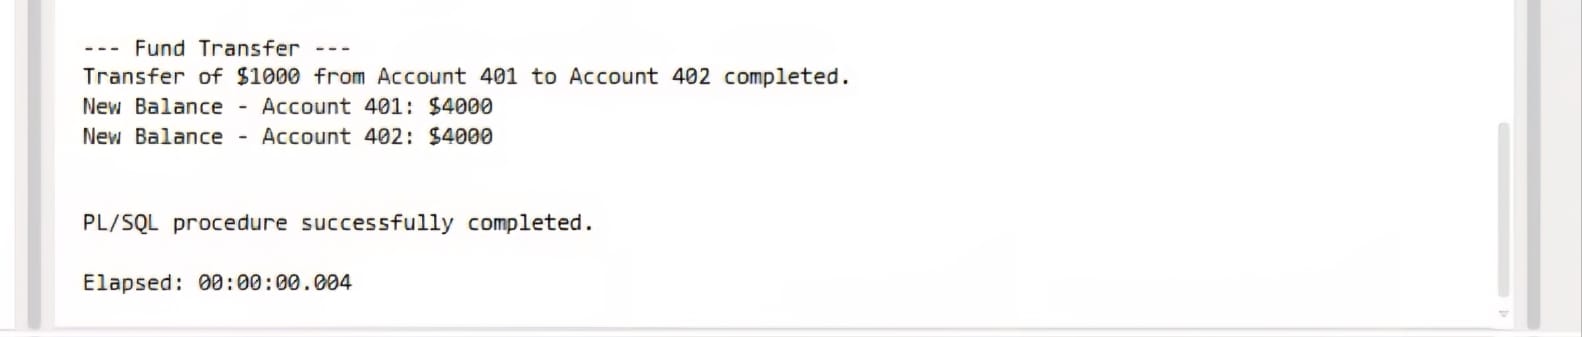 --- Fund Transfer ---
Transfer of $1000 from Account 401 to Account 402 completed.
New Balance - Account 401: $4000
New Balance - Account 402: $4000
PL/SQL procedure successfully completed.
Elapsed: 00:00:00.004